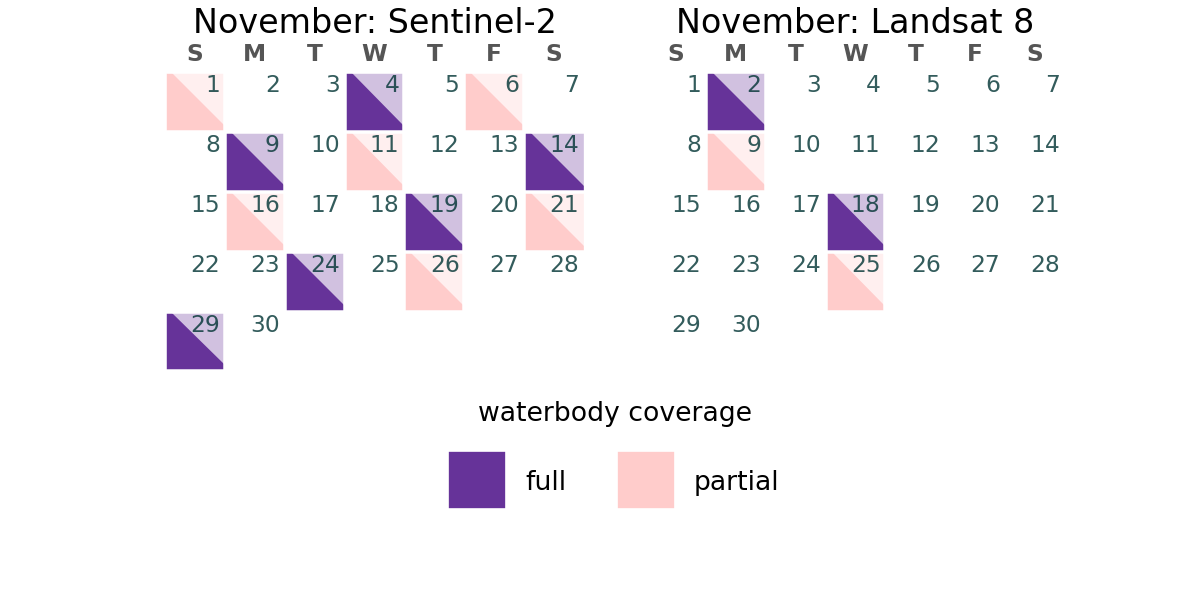 November: Sentinel-2
S M T W T F S
1 2 3 4 5 6 7
8 9 10 11 12 13 14
15 16 17 18 19 20 21
22 23 24 25 26 27 28
29 30
November: Landsat 8
S M T W T F S
1 2 3 4 5 6 7
8 9 10 11 12 13 14
15 16 17 18 19 20 21
22 23 24 25 26 27 28
29 30
waterbody coverage
full
partial